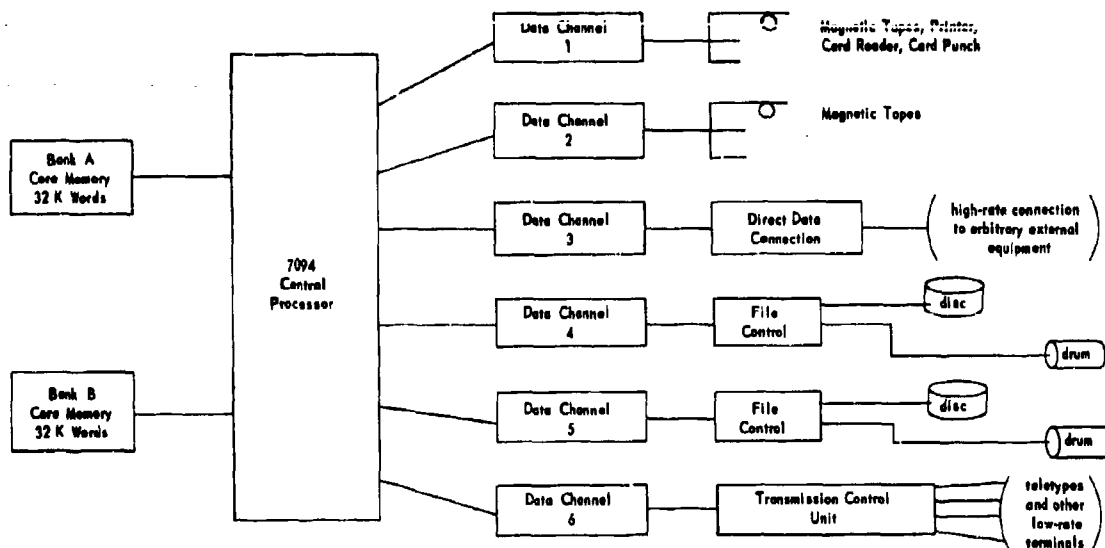 Data Channel
1
Magnetic Tapes, Printer,
Card Reader, Card Punch
Data Channel
2
Magnetic Tapes
Bank A
Core Memory
32 K Words
Data Channel
3
Direct Data
Connection
high-rate connection
to arbitrary external
equipment
7094
Central
Processor
Data Channel
4
File
Control
disc
drum
Bank B
Core Memory
32 K Words
Data Channel
5
File
Control
disc
drum
Data Channel
6
Transmission Control
Unit
teletypes
and other
low-rate
terminals